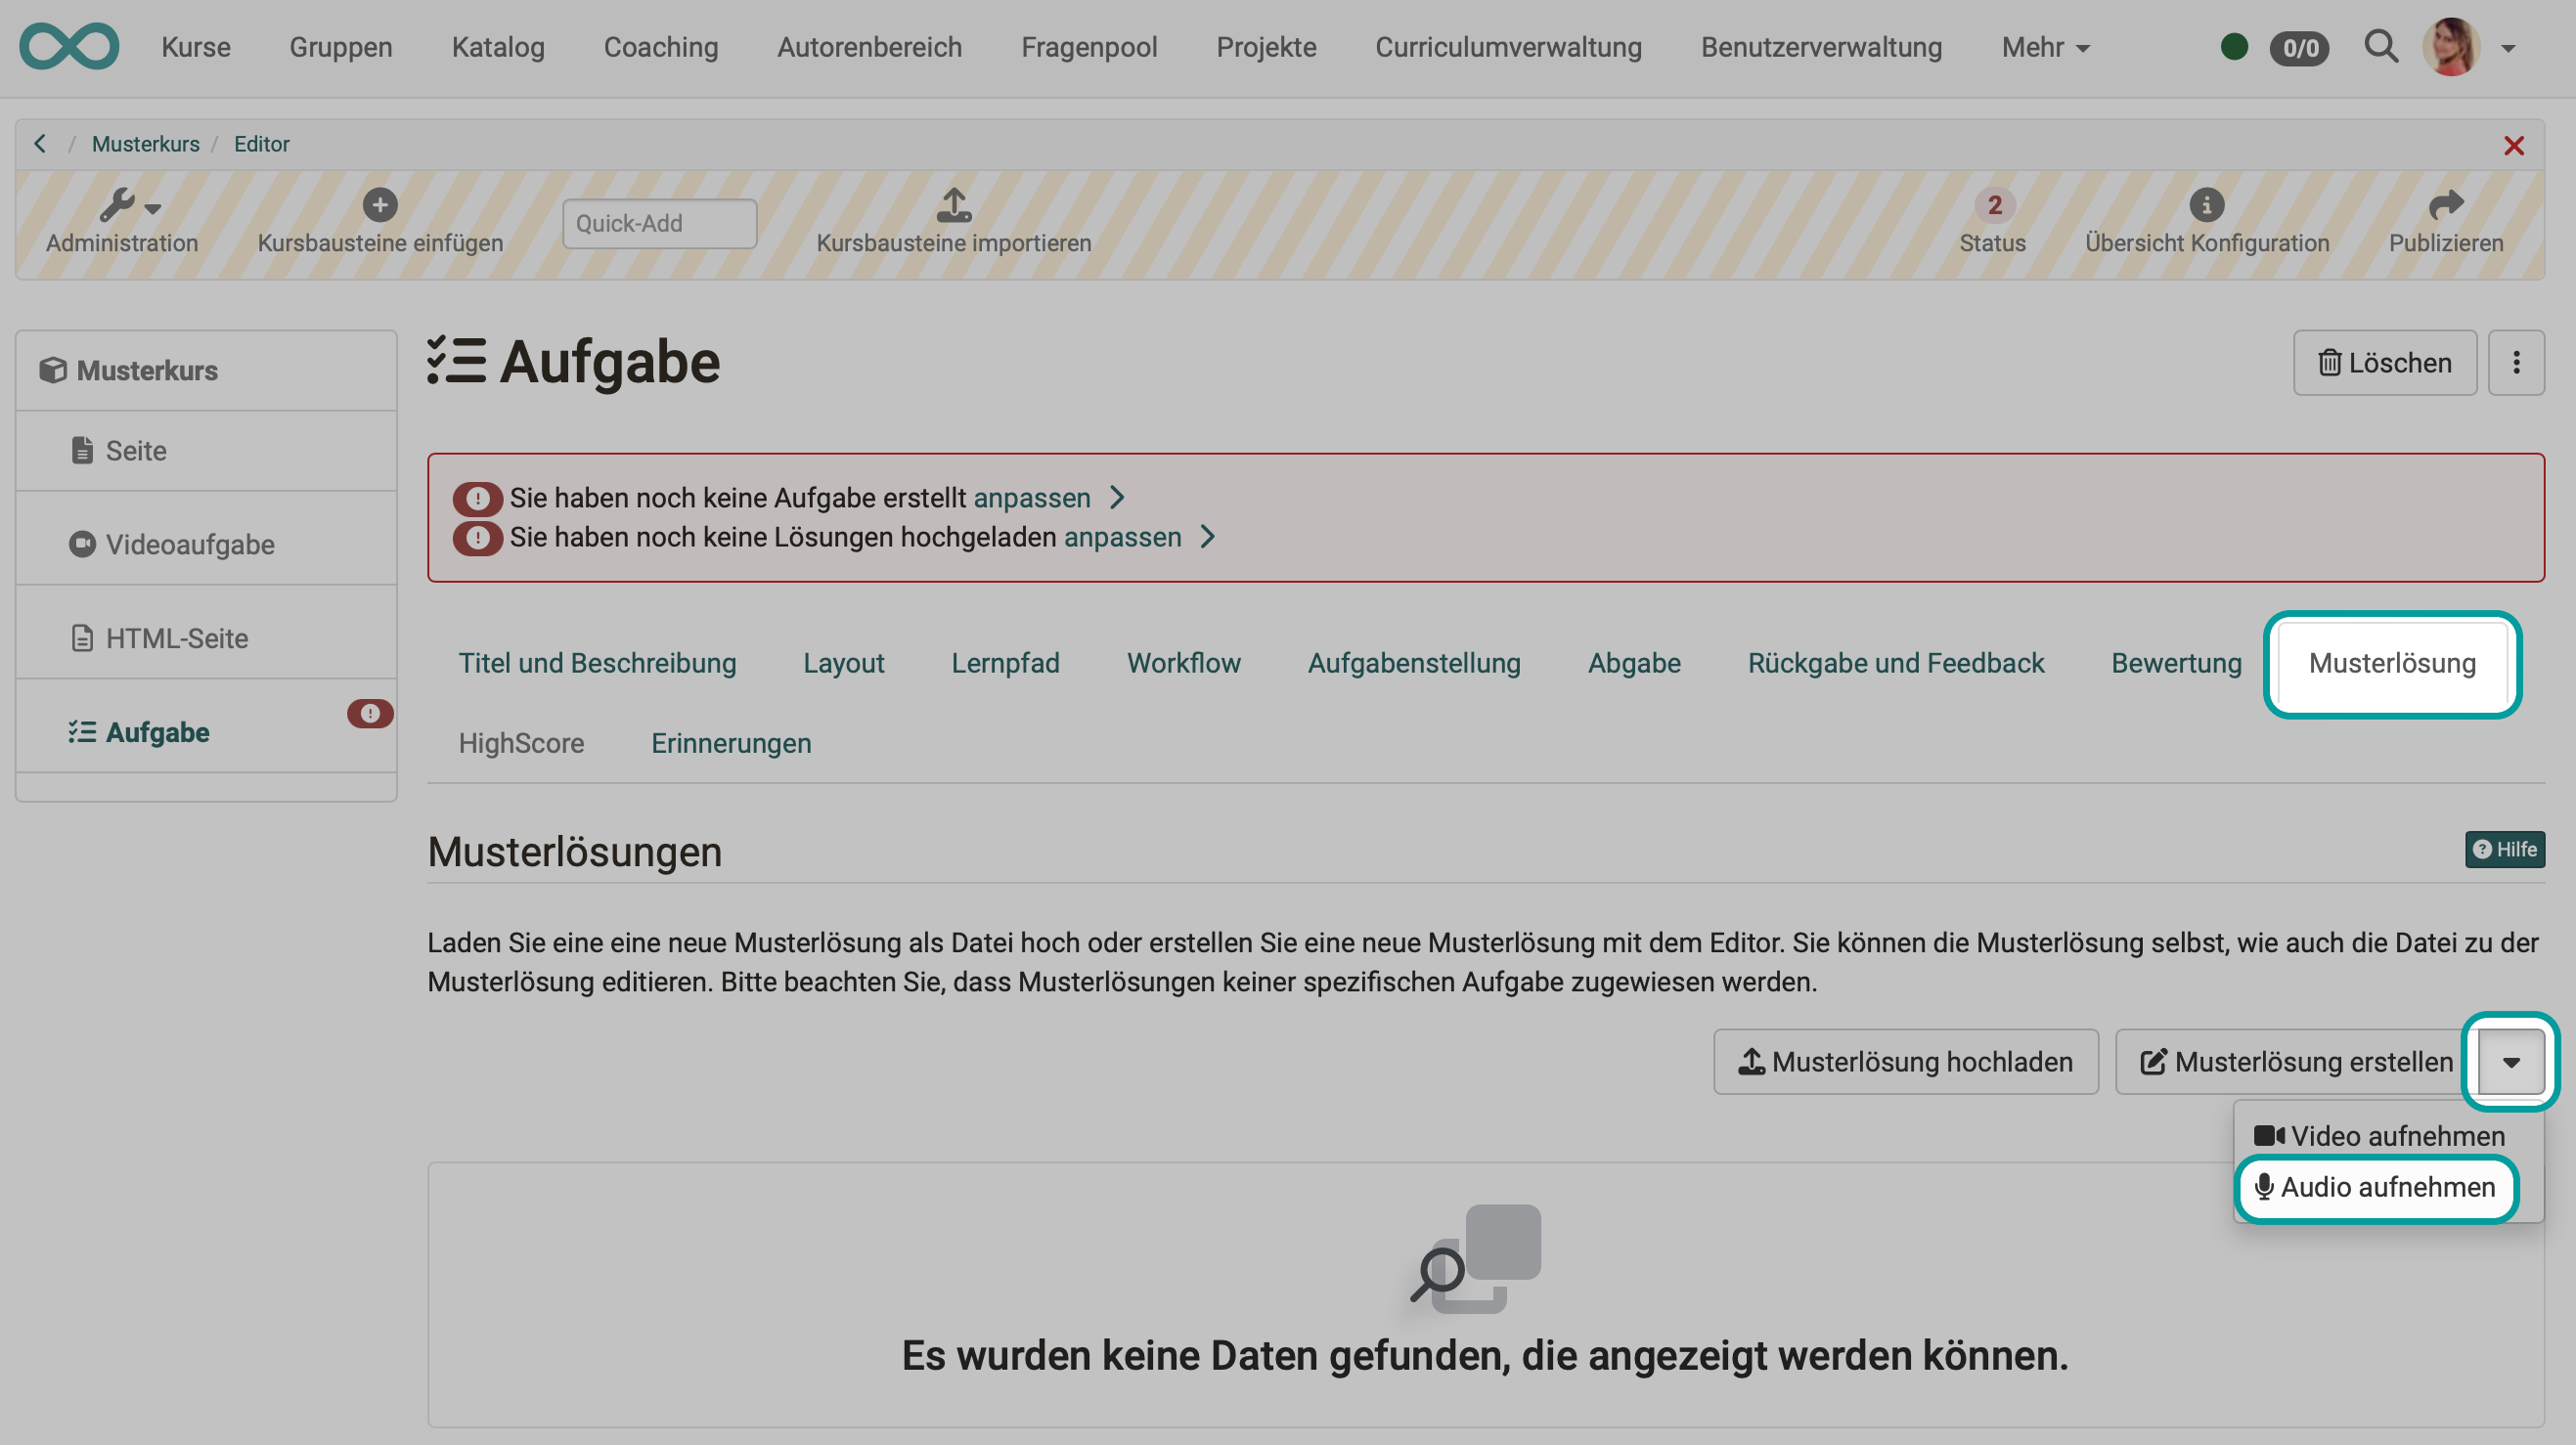 Kurse Gruppen Katalog Coaching Autorenbereich Fragenpool Projekte Curriculumverwaltung Benutzerverwaltung Mehr 0/0
/ Musterkurs / Editor
Administration Kursbausteine einfügen Quick-Add Kursbausteine importieren 2 Status Übersicht Konfiguration Publizieren
Musterkurs
Seite
Videoaufgabe
HTML-Seite
Aufgabe
Aufgabe
Löschen
Sie haben noch keine Aufgabe erstellt anpassen
Sie haben noch keine Lösungen hochgeladen anpassen
Titel und Beschreibung Layout Lernpfad Workflow Aufgabenstellung Abgabe Rückgabe und Feedback Bewertung Musterlösung
HighScore Erinnerungen
Musterlösungen
Hilfe
Laden Sie eine eine neue Musterlösung als Datei hoch oder erstellen Sie eine neue Musterlösung mit dem Editor. Sie können die Musterlösung selbst, wie auch die Datei zu der
Musterlösung editieren. Bitte beachten Sie, dass Musterlösungen keiner spezifischen Aufgabe zugewiesen werden.
Musterlösung hochladen Musterlösung erstellen
Video aufnehmen
Audio aufnehmen
Es wurden keine Daten gefunden, die angezeigt werden können.